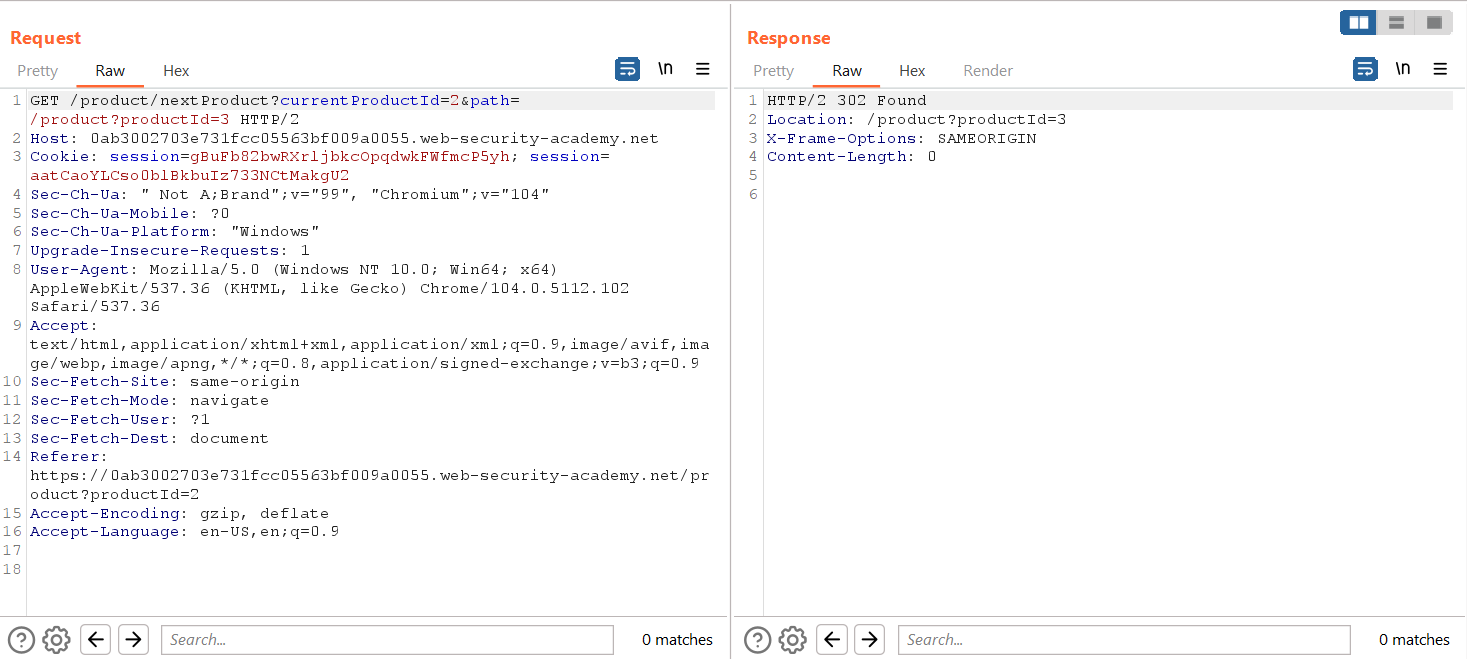 Request
Pretty Raw Hex
\n
1 GET /product/nextProduct?currentProductId=2&path=
/product?productId=3 HTTP/2
2 Host: 0ab3002703e731fcc05563bf009a0055.web-security-academy.net
3 Cookie: session=gBuFb82bwRXrljbkcOpqdwkFWfmcP5yh; session=
aatCaoYLCso0blBkbuIz733NCtMakgU2
4 Sec-Ch-Ua: " Not A;Brand";v="99", "Chromium";v="104"
5 Sec-Ch-Ua-Mobile: ?0
6 Sec-Ch-Ua-Platform: "Windows"
7 Upgrade-Insecure-Requests: 1
8 User-Agent: Mozilla/5.0 (Windows NT 10.0; Win64; x64)
AppleWebKit/537.36 (KHTML, like Gecko) Chrome/104.0.5112.102
Safari/537.36
9 Accept:
text/html,application/xhtml+xml,application/xml;q=0.9,image/avif,ima
ge/webp,image/apng,*/*;q=0.8,application/signed-exchange;v=b3;q=0.9
10 Sec-Fetch-Site: same-origin
11 Sec-Fetch-Mode: navigate
12 Sec-Fetch-User: ?1
13 Sec-Fetch-Dest: document
14 Referer:
https://0ab3002703e731fcc05563bf009a0055.web-security-academy.net/pr
oduct?productId=2
15 Accept-Encoding: gzip, deflate
16 Accept-Language: en-US,en;q=0.9
17
18
Search...
0 matches
Response
Pretty Raw Hex Render
\n
1 HTTP/2 302 Found
2 Location: /product?productId=3
3 X-Frame-Options: SAMEORIGIN
4 Content-Length: 0
5
6
Search...
0 matches